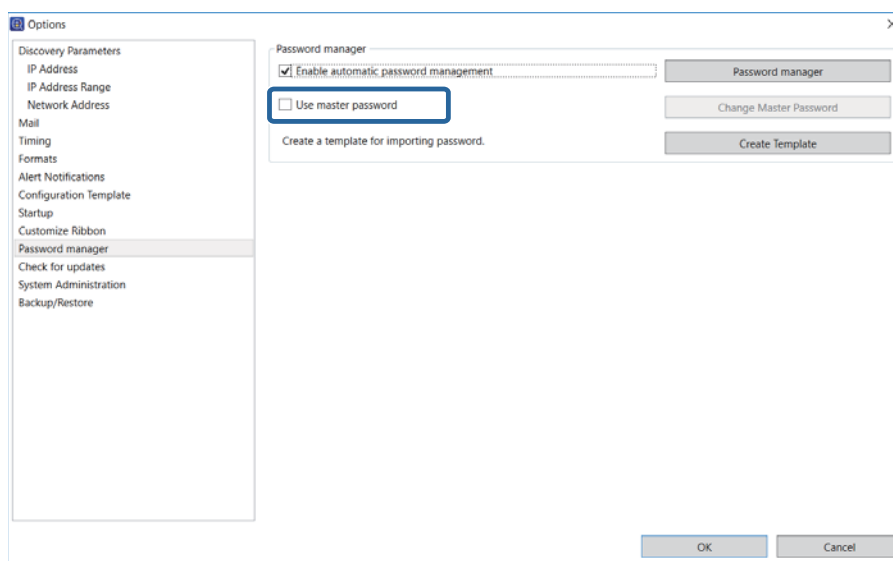 Options
Discovery Parameters
IP Address
IP Address Range
Network Address
Mail
Timing
Formats
Alert Notifications
Configuration Template
Startup
Customize Ribbon
Password manager
Check for updates
System Administration
Backup/Restore
Password manager
Enable automatic password management
Password manager
Use master password
Change Master Password
Create a template for importing password.
Create Template
OK
Cancel